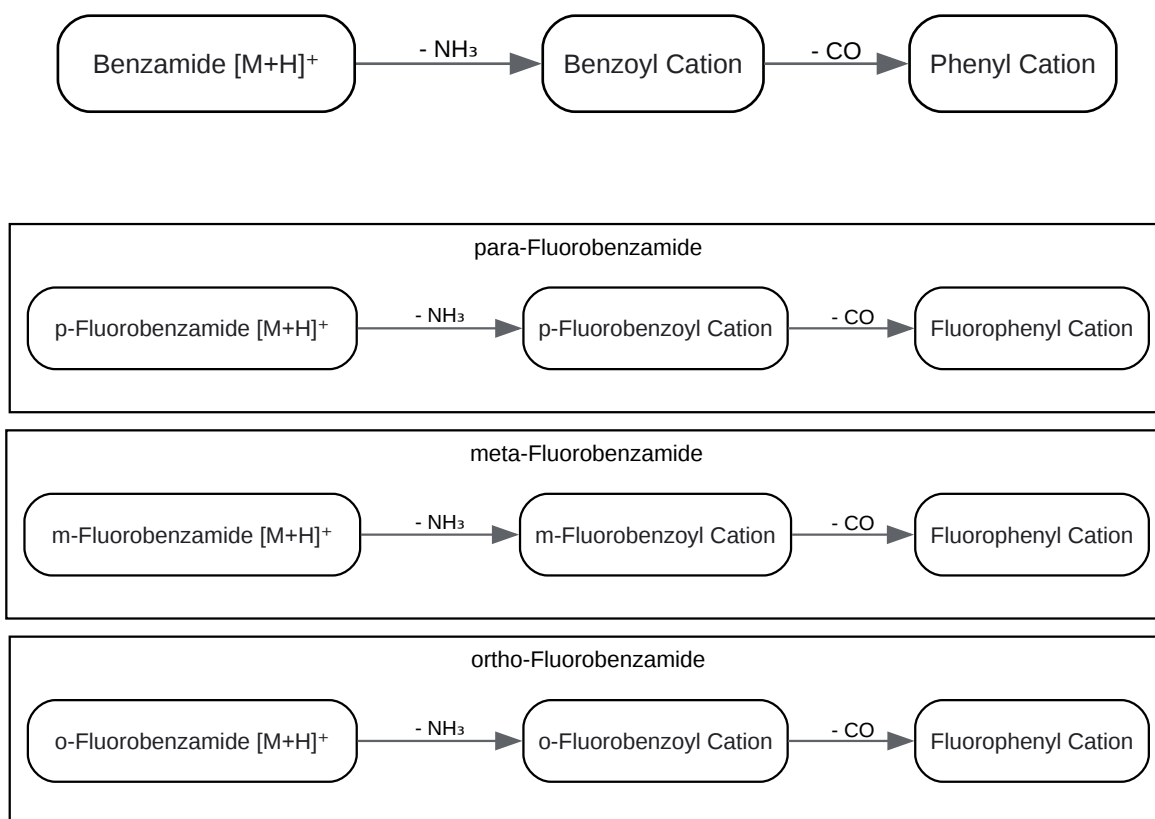 Benzamide [M+H]⁺
- NH₃
Benzoyl Cation
- CO
Phenyl Cation
para-Fluorobenzamide
p-Fluorobenzamide [M+H]⁺
- NH₃
p-Fluorobenzoyl Cation
- CO
Fluorophenyl Cation
meta-Fluorobenzamide
m-Fluorobenzamide [M+H]⁺
- NH₃
m-Fluorobenzoyl Cation
- CO
Fluorophenyl Cation
ortho-Fluorobenzamide
o-Fluorobenzamide [M+H]⁺
- NH₃
o-Fluorobenzoyl Cation
- CO
Fluorophenyl Cation